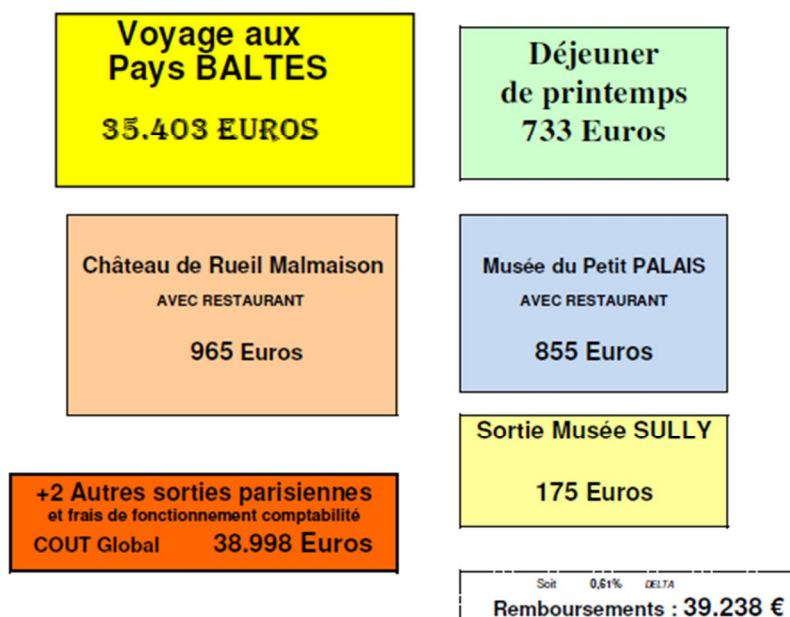 Voyage aux
Pays BALTES
35.403 EUROS
Déjeuner
de printemps
733 Euros
Château de Rueil Malmaison
AVEC RESTAURANT
965 Euros
Musée du Petit PALAIS
AVEC RESTAURANT
855 Euros
Sortie Musée SULLY
175 Euros
+2 Autres sorties parisiennes
et frais de fonctionnement comptabilité
COUT Global 38.998 Euros
Soit 0,61% DELTA
Remboursements : 39.238 €